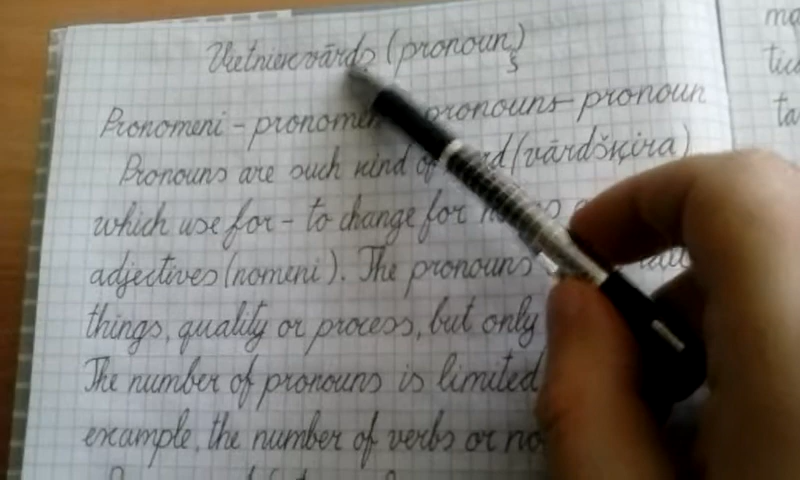 Vietniekvārds (pronoun)
s
Pronomeni - pronomen pronouns - pronoun
Pronouns are such kind of (vārdšķira)
which use for - to change for
adjectives (nomeni). The pronouns
things, quality or process, but only
The number of pronouns is limited
example, the number of verbs or